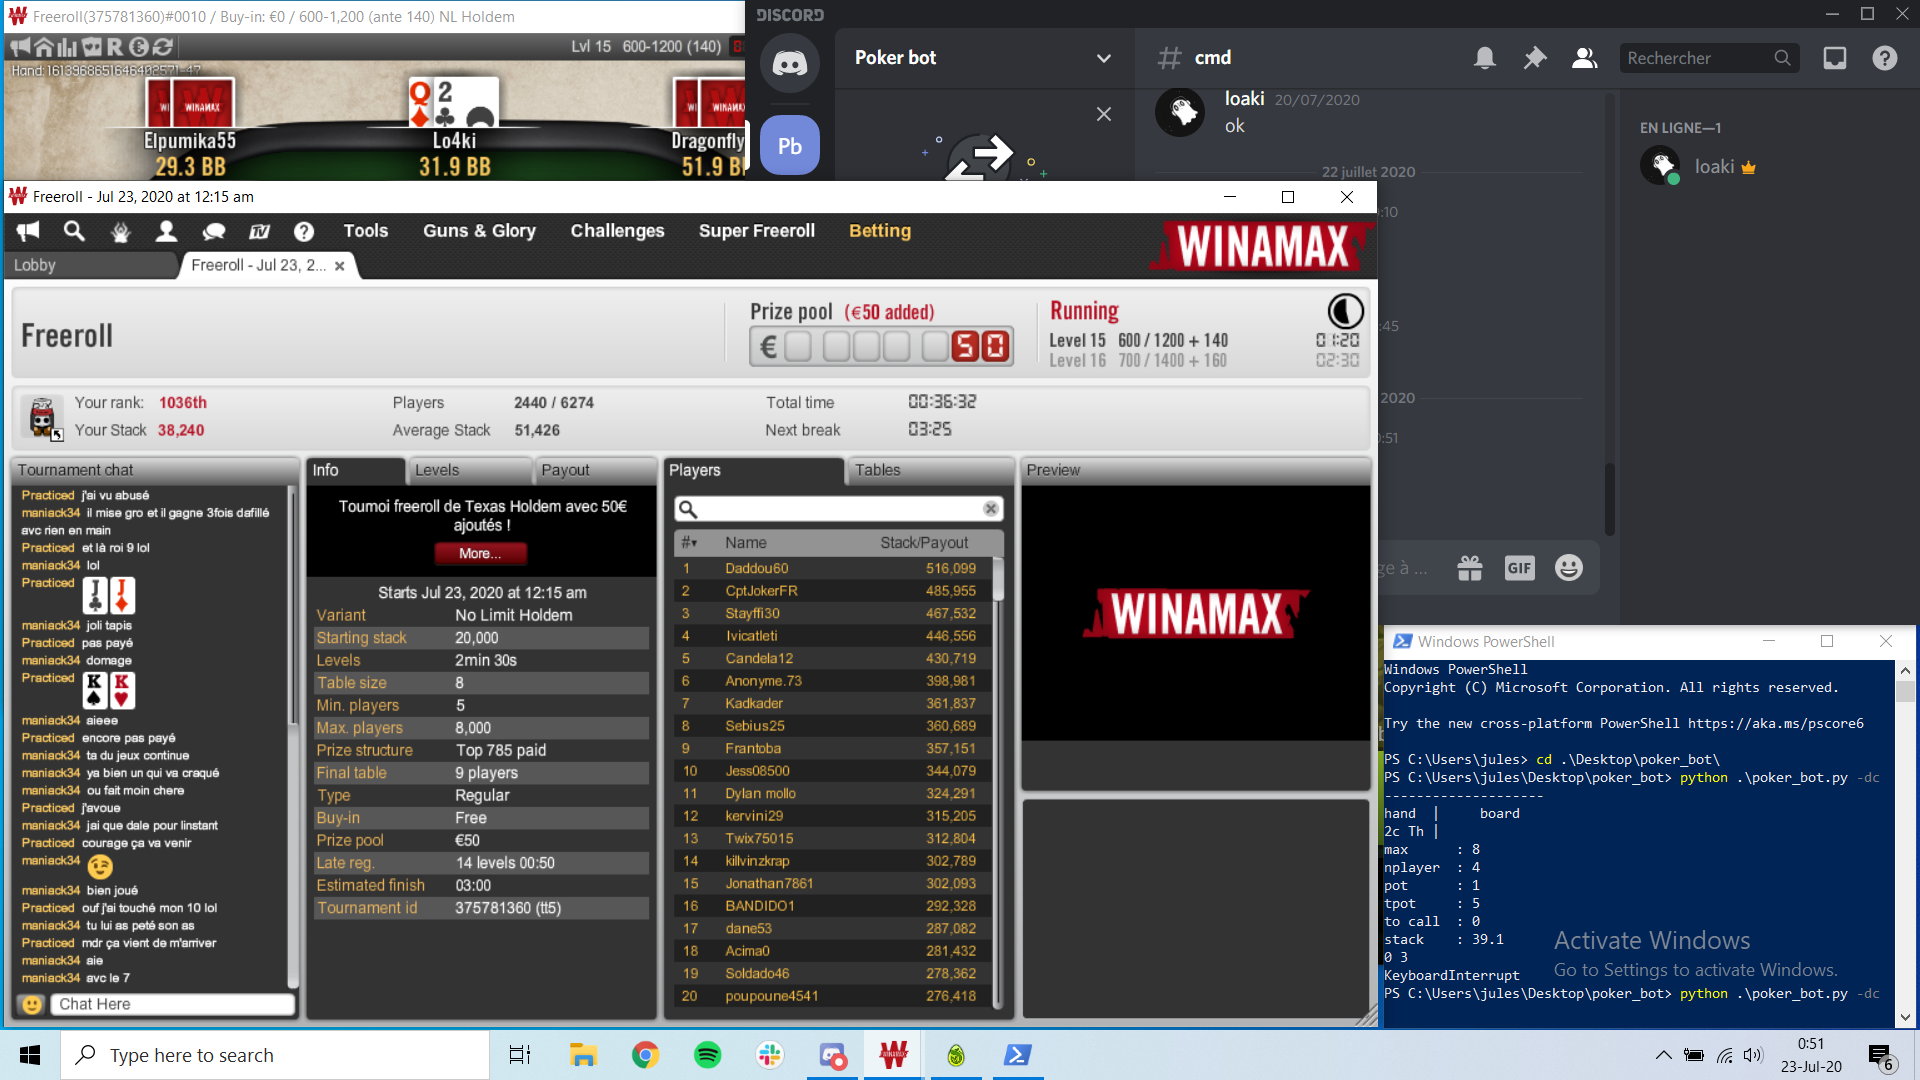 Freeroll(375781360)#0010 / Buy-in: €0 / 600-1,200 (ante 140) NL Holdem
Lvl 15 600-1200 (140)
WINAMAX
Q 2
WINAMAX
Elpumika55
29.3 BB
Lo4ki
31.9 BB
Dragonfly
51.9 B
DISCORD
Poker bot
Pb
# cmd
Rechercher
loaki 20/07/2020
ok
22 juillet 2020
:10
:45
2020
:51
ge à ...
GIF
EN LIGNE—1
loaki
Freeroll - Jul 23, 2020 at 12:15 am
Tools
Guns & Glory
Challenges
Super Freeroll
Betting
WINAMAX
Lobby
Freeroll - Jul 23, 2... ×
Freeroll
Prize pool (€50 added)
€ 50
Running
Level 15 600 / 1200 + 140 01:20
Level 16 700 / 1400 + 160 02:30
Your rank: 1036th
Your Stack 38,240
Players 2440 / 6274
Average Stack 51,426
Total time 00:36:32
Next break 03:25
Tournament chat
Practiced j'ai vu abusé
maniack34 il mise gro et il gagne 3fois dafillé
avc rien en main
Practiced et là roi 9 lol
maniack34 lol
Practiced J J
maniack34 joli tapis
Practiced pas payé
maniack34 domage
Practiced K K
maniack34 aieee
Practiced encore pas payé
maniack34 ta du jeux continue
maniack34 ya bien un qui va craqué
maniack34 ou fait moin chere
Practiced j'avoue
maniack34 jai que dale pour linstant
Practiced courage ça va venir
maniack34
maniack34 bien joué
Practiced ouf j'ai touché mon 10 lol
maniack34 tu lui as peté son as
Practiced mdr ça vient de m'arriver
maniack34 aie
maniack34 avc le 7
Chat Here
Info
Levels
Payout
Tournoi freeroll de Texas Holdem avec 50€
ajoutés !
More...
Starts Jul 23, 2020 at 12:15 am
Variant No Limit Holdem
Starting stack 20,000
Levels 2min 30s
Table size 8
Min. players 5
Max. players 8,000
Prize structure Top 785 paid
Final table 9 players
Type Regular
Buy-in Free
Prize pool €50
Late reg. 14 levels 00:50
Estimated finish 03:00
Tournament id 375781360 (tt5)
Players
Tables
# Name Stack/Payout
1 Daddou60 516,099
2 CptJokerFR 485,955
3 Stayffi30 467,532
4 Ivicatleti 446,556
5 Candela12 430,719
6 Anonyme.73 398,981
7 Kadkader 361,837
8 Sebius25 360,689
9 Frantoba 357,151
10 Jess08500 344,079
11 Dylan mollo 324,291
12 kervini29 315,205
13 Twix75015 312,804
14 killvinzkrap 302,789
15 Jonathan7861 302,093
16 BANDIDO1 292,328
17 dane53 287,082
18 Acima0 281,432
19 Soldado46 278,362
20 poupoune4541 276,418
Preview
WINAMAX
Windows PowerShell
Windows PowerShell
Copyright (C) Microsoft Corporation. All rights reserved.
Try the new cross-platform PowerShell https://aka.ms/pscore6
PS C:\Users\jules> cd .\Desktop\poker_bot\
PS C:\Users\jules\Desktop\poker_bot> python .\poker_bot.py -dc
--------------------
hand | board
2c Th |
max : 8
nplayer : 4
pot : 1
tpot : 5
to call : 0
stack : 39.1
0 3
KeyboardInterrupt
PS C:\Users\jules\Desktop\poker_bot> python .\poker_bot.py -dc
Activate Windows
Go to Settings to activate Windows.
Type here to search
0:51
23-Jul-20
6